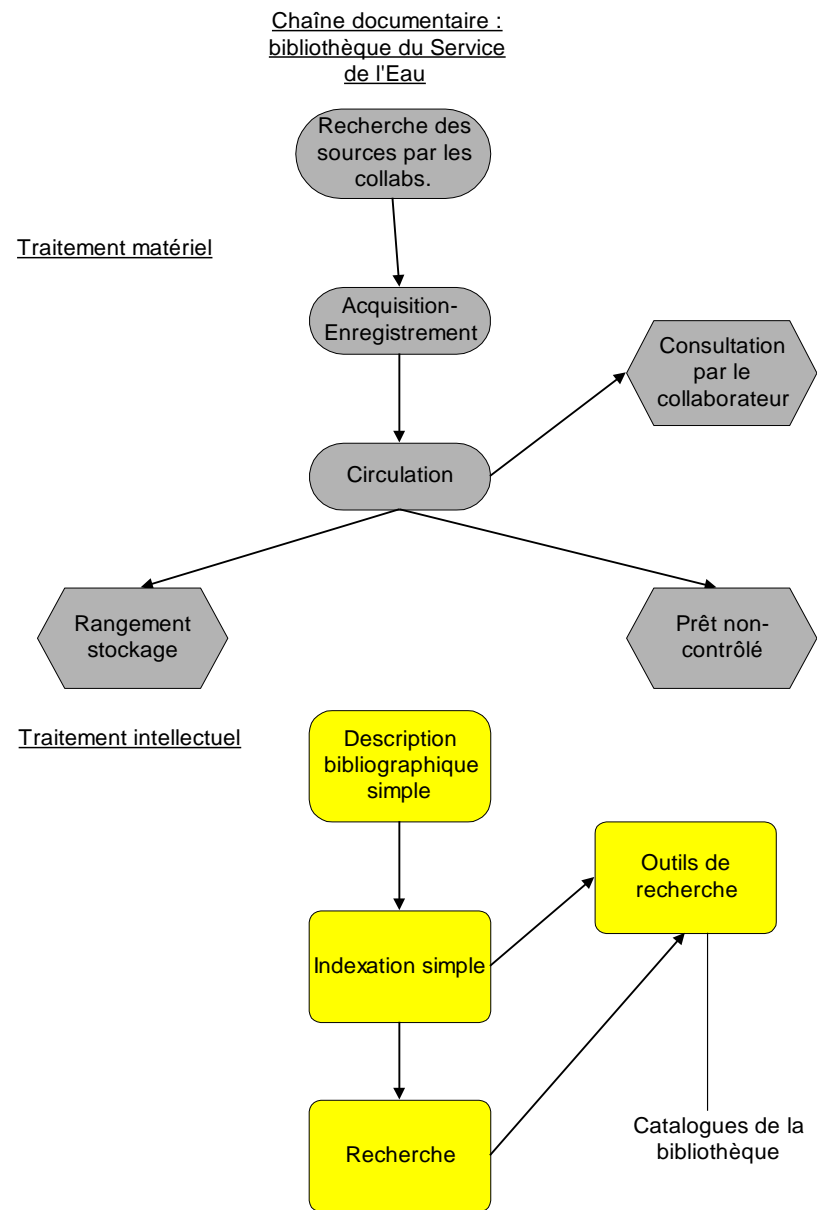 Chaîne documentaire :
bibliothèque du Service
de l'Eau
Recherche des
sources par les
collabs.
Traitement matériel
Acquisition-
Enregistrement
Consultation
par le
collaborateur
Circulation
Rangement
stockage
Prêt non-
contrôlé
Traitement intellectuel
Description
bibliographique
simple
Outils de
recherche
Indexation simple
Recherche
Catalogues de la
bibliothèque